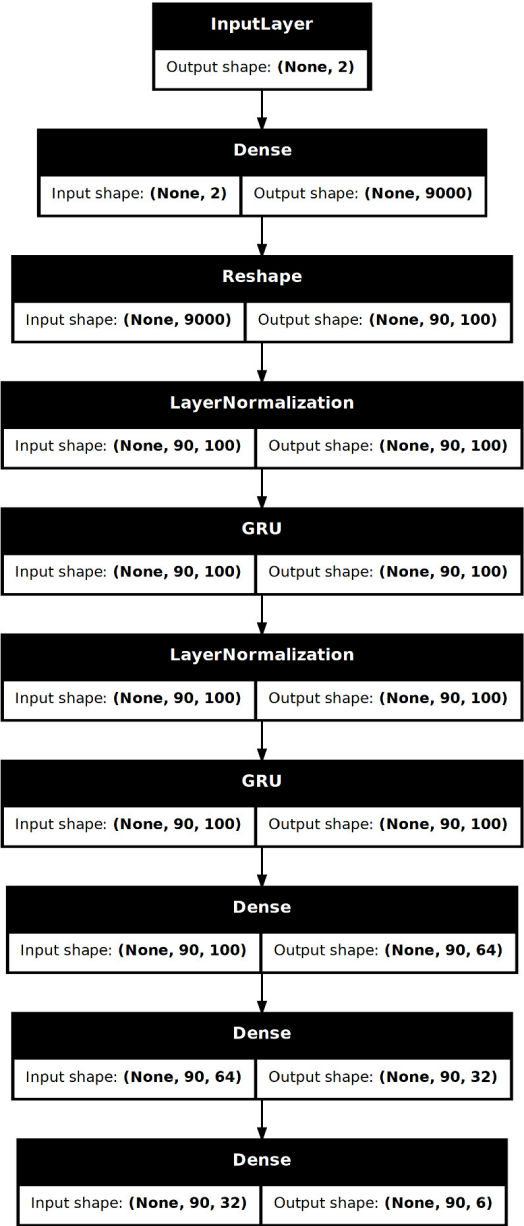 InputLayer
Output shape: (None, 2)
Dense
Input shape: (None, 2) Output shape: (None, 9000)
Reshape
Input shape: (None, 9000) Output shape: (None, 90, 100)
LayerNormalization
Input shape: (None, 90, 100) Output shape: (None, 90, 100)
GRU
Input shape: (None, 90, 100) Output shape: (None, 90, 100)
LayerNormalization
Input shape: (None, 90, 100) Output shape: (None, 90, 100)
GRU
Input shape: (None, 90, 100) Output shape: (None, 90, 100)
Dense
Input shape: (None, 90, 100) Output shape: (None, 90, 64)
Dense
Input shape: (None, 90, 64) Output shape: (None, 90, 32)
Dense
Input shape: (None, 90, 32) Output shape: (None, 90, 6)